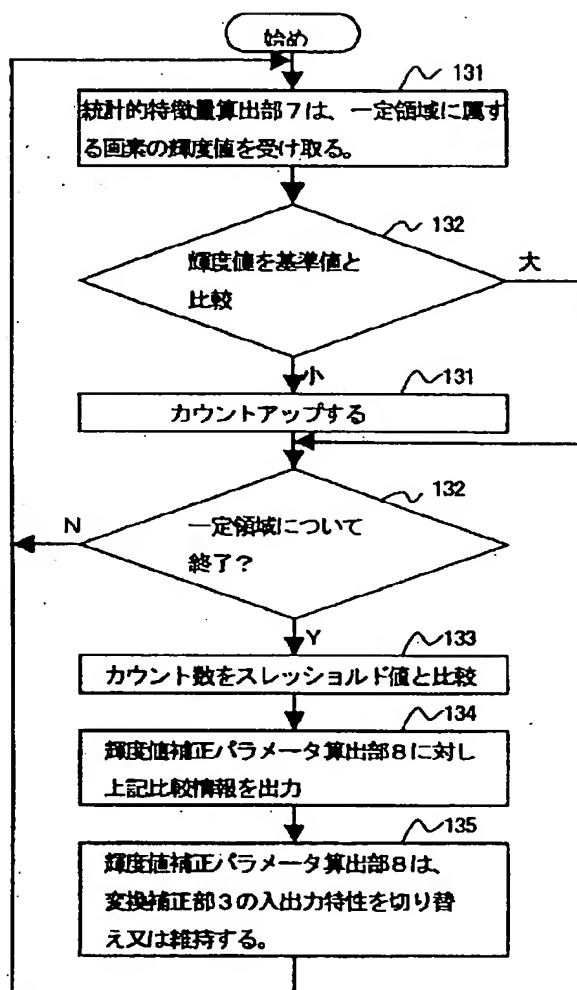 始め
131
統計的特徴量算出部7は、一定領域に属す
る画素の輝度値を受け取る。
132
輝度値を基準値と
比較
大
小
131
カウントアップする
132
一定領域について
終了?
N
Y
133
カウント数をスレッショルド値と比較
134
輝度値補正パラメータ算出部8に対し
上記比較情報を出力
135
輝度値補正パラメータ算出部8は、
変換補正部3の入出力特性を切り替
え又は維持する。